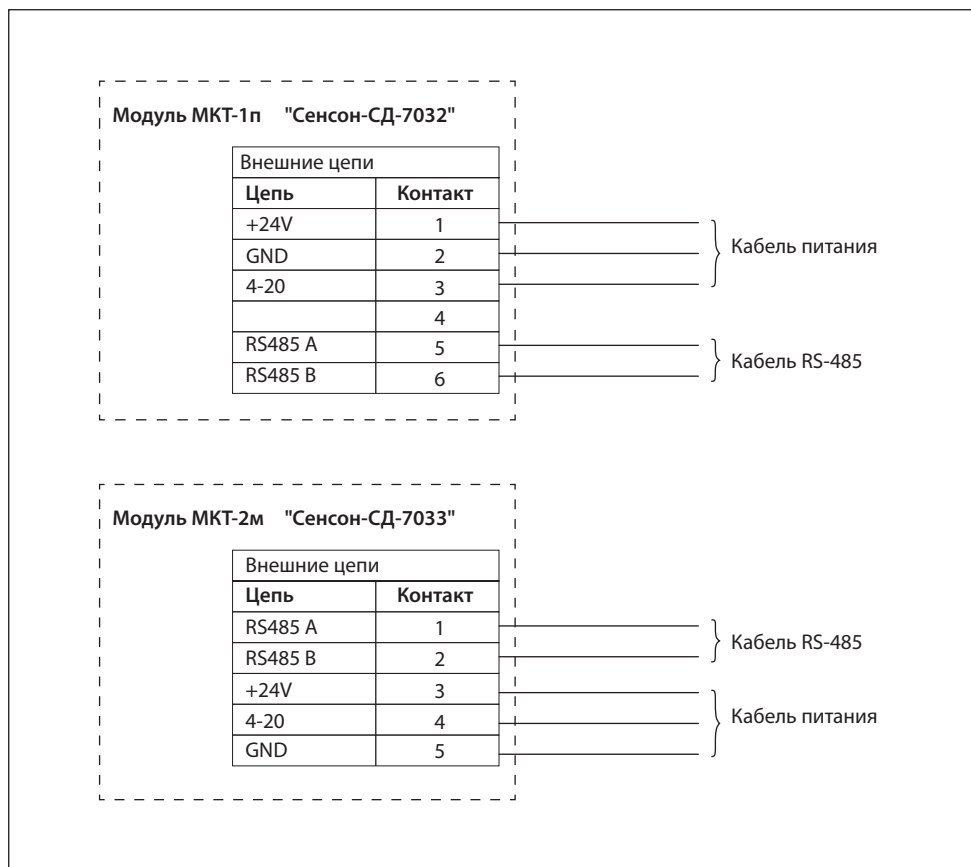 Модуль МКТ-1п "Сенсон-СД-7032"
Внешние цепи
Цепь Контакт
+24V 1
GND 2
4-20 3
4
RS485 A 5
RS485 B 6
Кабель питания
Кабель RS-485
Модуль МКТ-2м "Сенсон-СД-7033"
Внешние цепи
Цепь Контакт
RS485 A 1
RS485 B 2
+24V 3
4-20 4
GND 5
Кабель RS-485
Кабель питания